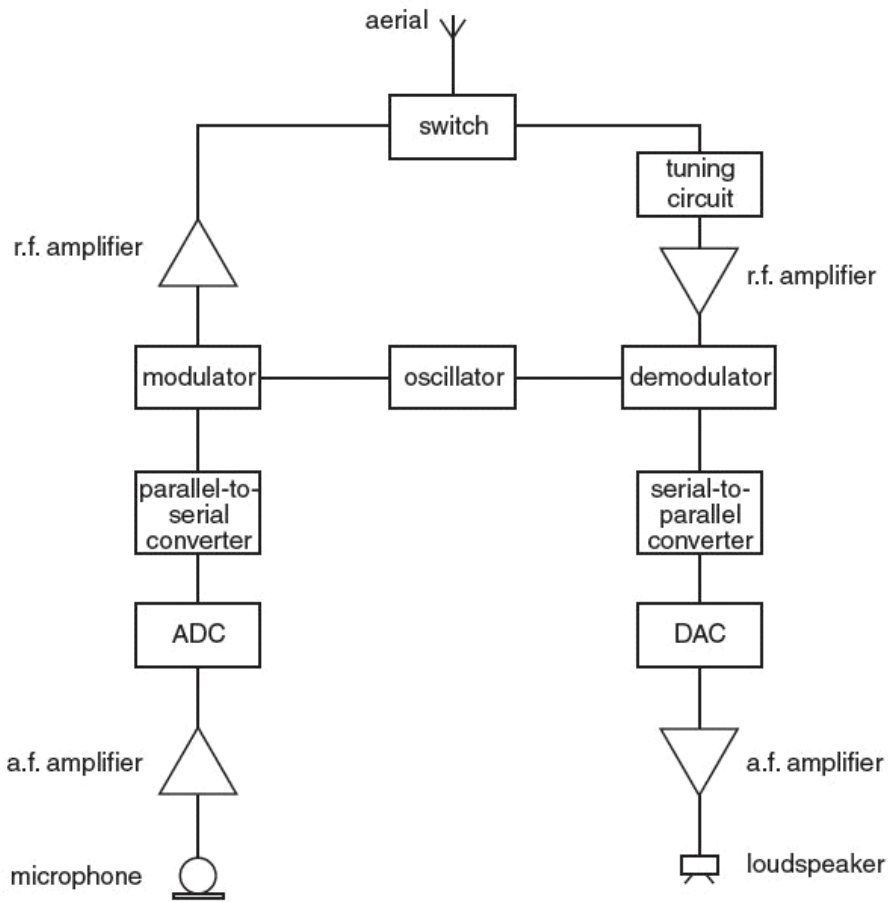 aerial
switch
tuning
circuit
r.f. amplifier
r.f. amplifier
modulator
oscillator
demodulator
parallel-to-
serial
converter
serial-to-
parallel
converter
ADC
DAC
a.f. amplifier
a.f. amplifier
microphone
loudspeaker